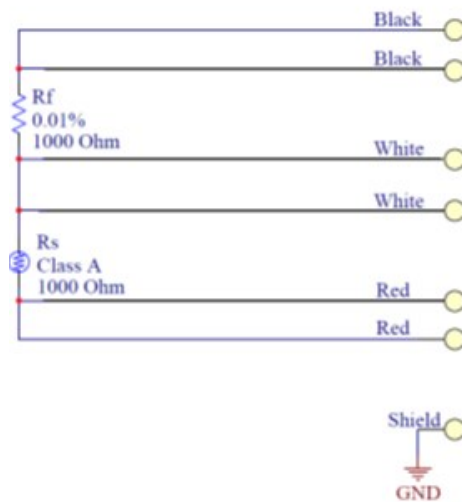 Black
Black
Rf
0.01%
1000 Ohm
White
White
Rs
Class A
1000 Ohm
Red
Red
Shield
GND